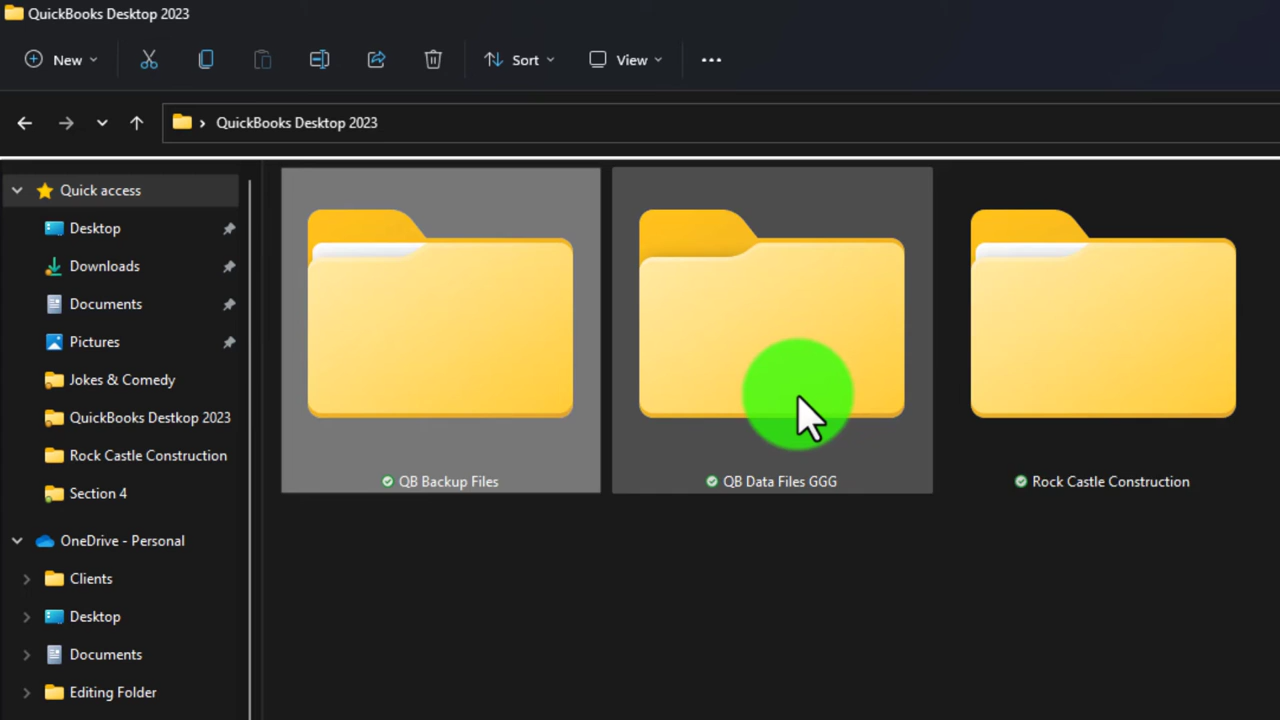 QuickBooks Desktop 2023
New
Sort
View
QuickBooks Desktop 2023
Quick access
Desktop
Downloads
Documents
Pictures
Jokes & Comedy
QuickBooks Destkop 2023
Rock Castle Construction
Section 4
OneDrive - Personal
Clients
Desktop
Documents
Editing Folder
QB Backup Files
QB Data Files GGG
Rock Castle Construction